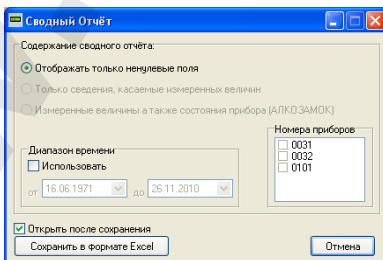 Сводный Отчёт
Содержание сводного отчёта:
Отображать только ненулевые поля
Только сведения, касаемые измеренных величин
Измеренные величины а также состояния прибора (АЛКОЗАМОК)
Номера приборов
0031
0032
0101
Диапазон времени
Использовать
от 16.06.1971 до 26.11.2010
Открыть после сохранения
Сохранить в формате Excel
Отмена